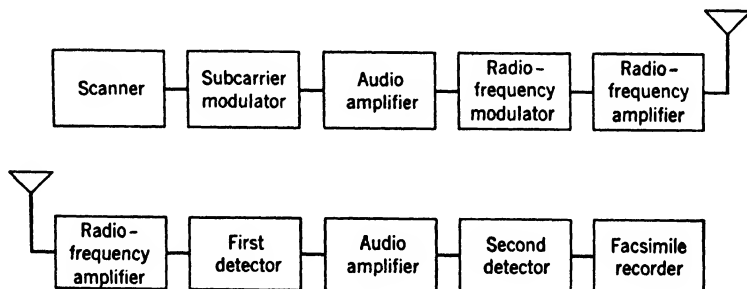 Scanner
Subcarrier
modulator
Audio
amplifier
Radio-
frequency
modulator
Radio-
frequency
amplifier
Radio-
frequency
amplifier
First
detector
Audio
amplifier
Second
detector
Facsimile
recorder